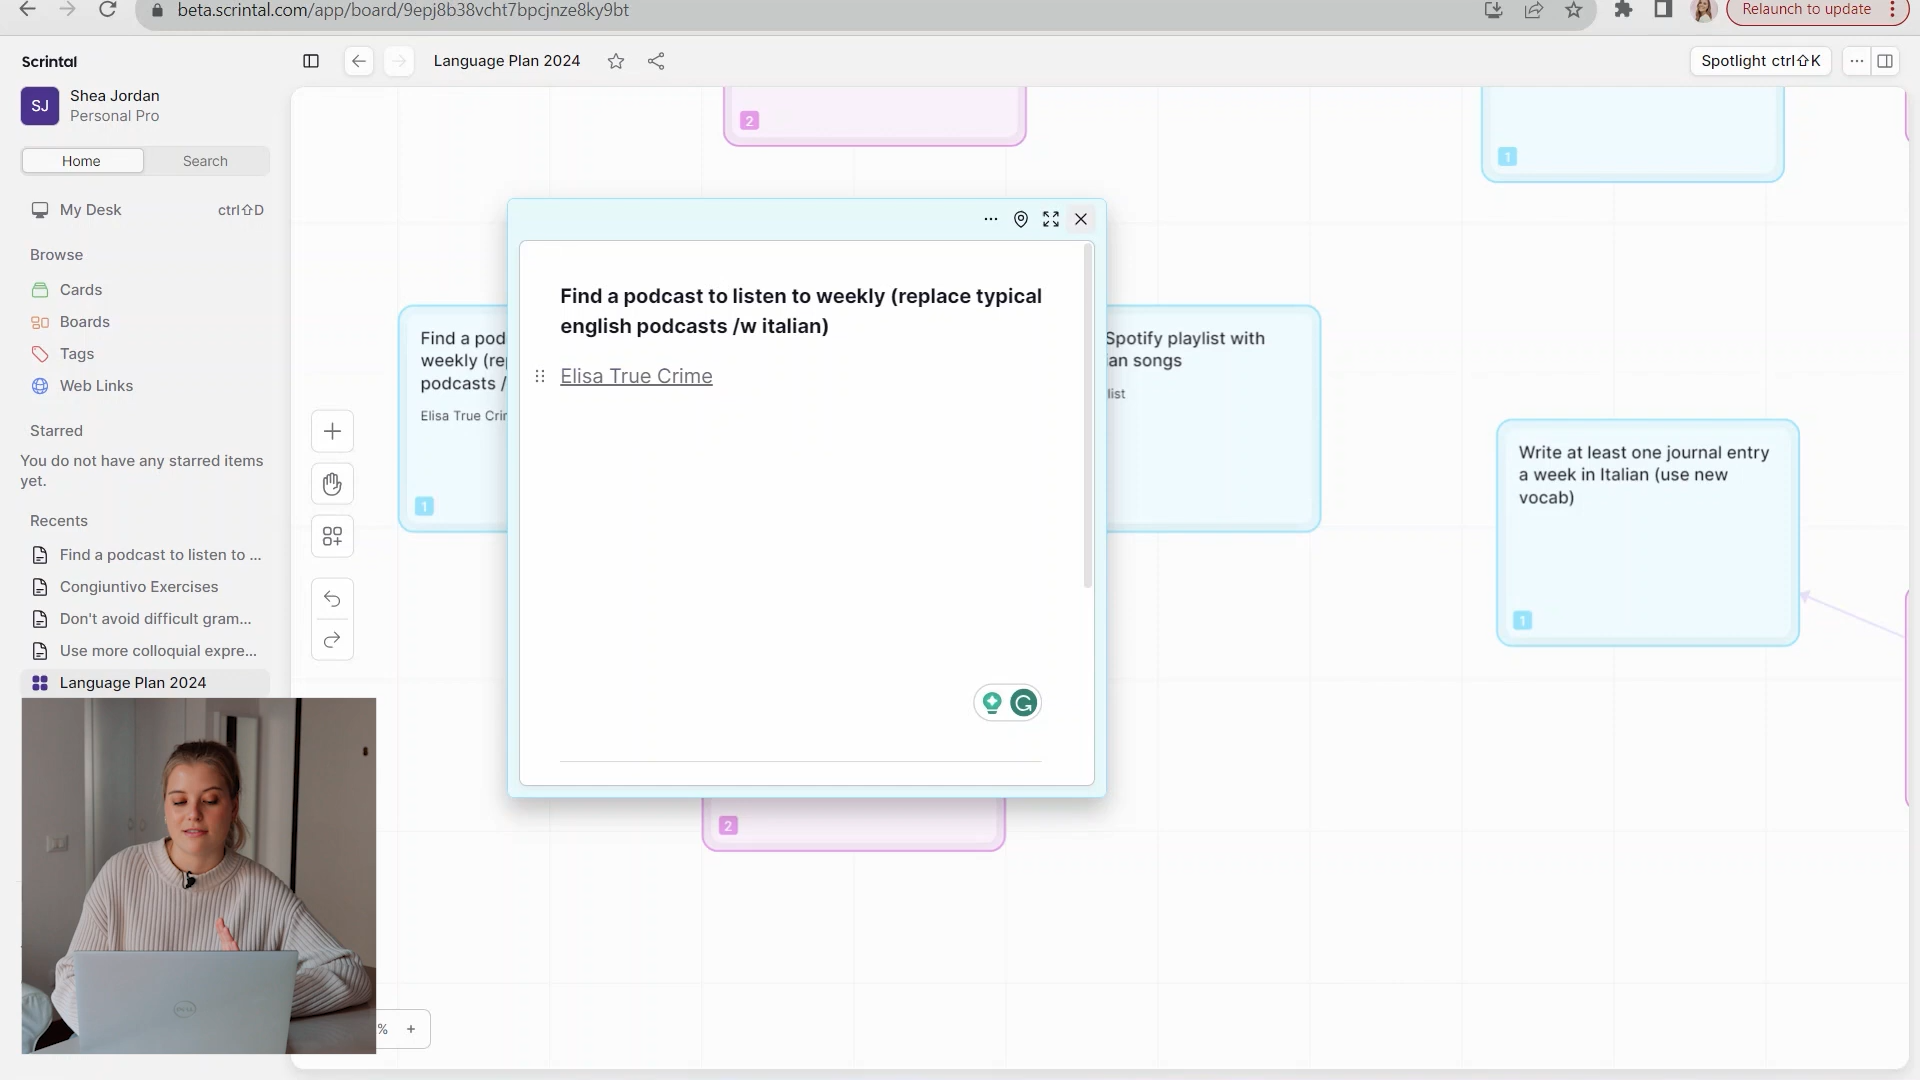 beta.scrintal.com/app/board/9epj8b38vcht7bpcjnze8ky9bt
Relaunch to update
Scrintal
Language Plan 2024
Spotlight ctrl⇧K
SJ
Shea Jordan
Personal Pro
Home
Search
My Desk
ctrl⇧D
Browse
Cards
Boards
Tags
Web Links
Starred
You do not have any starred items
yet.
Recents
Find a podcast to listen to ...
Congiuntivo Exercises
Don't avoid difficult gram...
Use more colloquial expre...
Language Plan 2024
2
1
Find a pod
weekly (re
podcasts /
Elisa True Crir
1
Find a podcast to listen to weekly (replace typical
english podcasts /w italian)
Elisa True Crime
Spotify playlist with
an songs
list
Write at least one journal entry
a week in Italian (use new
vocab)
1
2
% +
DELL